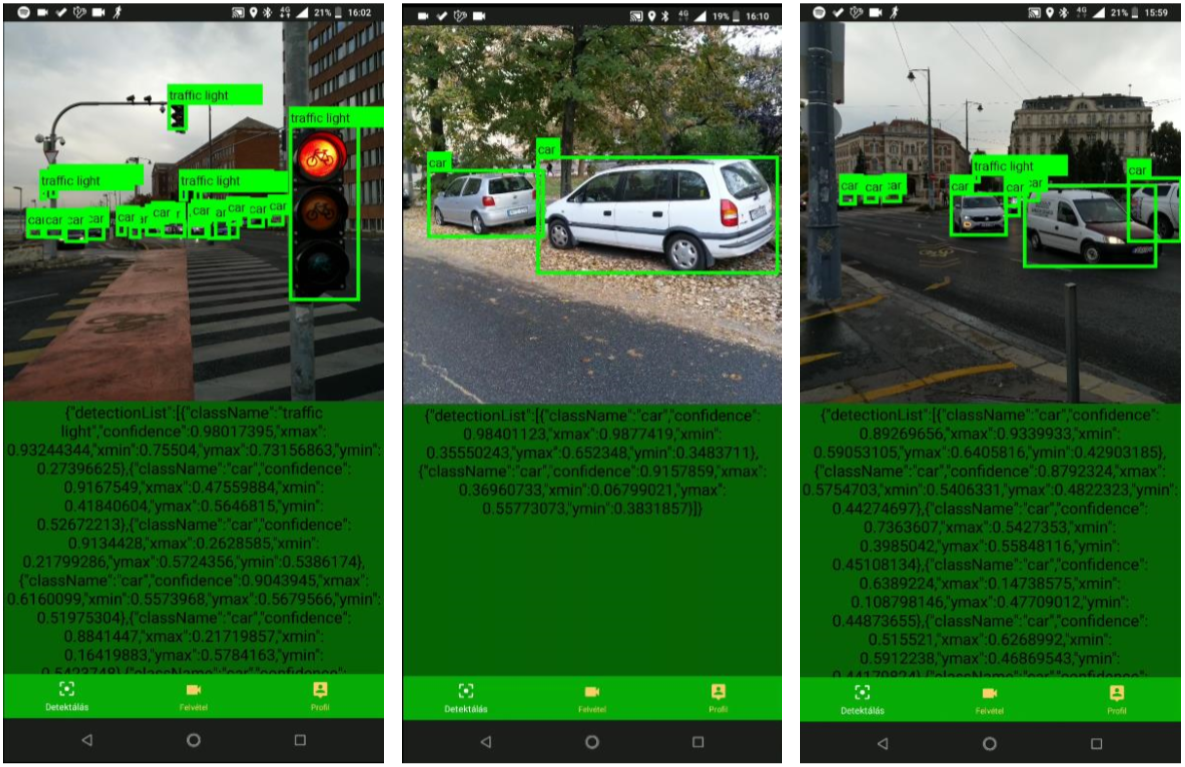 4G 21% 16:02
traffic light
traffic light
traffic light
traffic light
car
car
car
car
car
car
car
car
car
{"detectionList":[{"className":"traffic
light","confidence":0.98017395,"xmax":
0.93244344,"xmin":0.75504,"ymax":0.73156863,"ymin":
0.27396625},{"className":"car","confidence":
0.9167549,"xmax":0.47559884,"xmin":
0.41840604,"ymax":0.5646815,"ymin":
0.52672213},{"className":"car","confidence":
0.9134428,"xmax":0.2628585,"xmin":
0.21799286,"ymax":0.5724356,"ymin":0.5386174},
{"className":"car","confidence":0.9043945,"xmax":
0.6160099,"xmin":0.5573968,"ymax":0.5679566,"ymin":
0.51975304},{"className":"car","confidence":
0.8841447,"xmax":0.21719857,"xmin":
0.16419883,"ymax":0.5784163,"ymin":
0.5423748},{"className":"car","confidence":
Detektálás
Felvétel
Profil
4G 19% 16:10
car
car
{"detectionList":[{"className":"car","confidence":
0.98401123,"xmax":0.9877419,"xmin":
0.35550243,"ymax":0.652348,"ymin":0.3483711},
{"className":"car","confidence":0.9157859,"xmax":
0.36960733,"xmin":0.06799021,"ymax":
0.55773073,"ymin":0.3831857}]}
Detektálás
Felvétel
Profil
4G 21% 15:59
traffic light
car
car
car
car
car
car
car
{"detectionList":[{"className":"car","confidence":
0.89269656,"xmax":0.9339933,"xmin":
0.59053105,"ymax":0.6405816,"ymin":0.42903185},
{"className":"car","confidence":0.8792324,"xmax":
0.5754703,"xmin":0.5406331,"ymax":0.4822323,"ymin":
0.44274697},{"className":"car","confidence":
0.7363607,"xmax":0.5427353,"xmin":
0.3985042,"ymax":0.55848116,"ymin":
0.45108134},{"className":"car","confidence":
0.6389224,"xmax":0.14738575,"xmin":
0.108798146,"ymax":0.47709012,"ymin":
0.44873655},{"className":"car","confidence":
0.515521,"xmax":0.6268992,"xmin":
0.5912238,"ymax":0.46869543,"ymin":
0.44179824},{"className":"car","confidence":
Detektálás
Felvétel
Profil